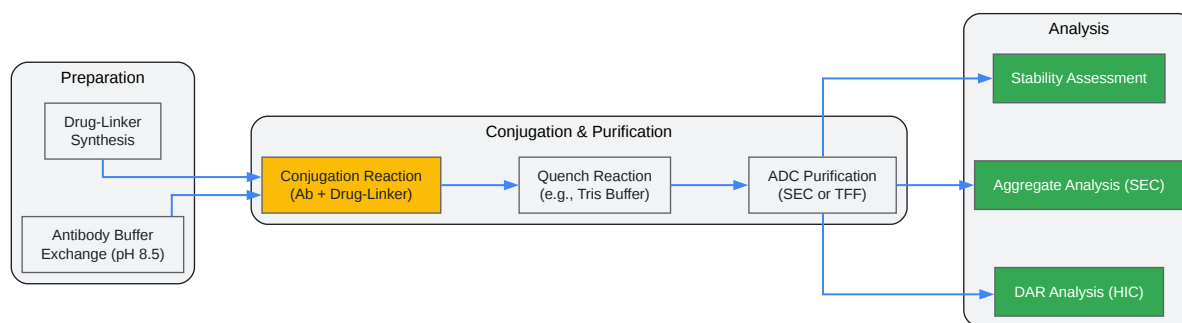 Preparation
Drug-Linker
Synthesis
Antibody Buffer
Exchange (pH 8.5)
Conjugation & Purification
Conjugation Reaction
(Ab + Drug-Linker)
Quench Reaction
(e.g., Tris Buffer)
ADC Purification
(SEC or TFF)
Analysis
Stability Assessment
Aggregate Analysis (SEC)
DAR Analysis (HIC)